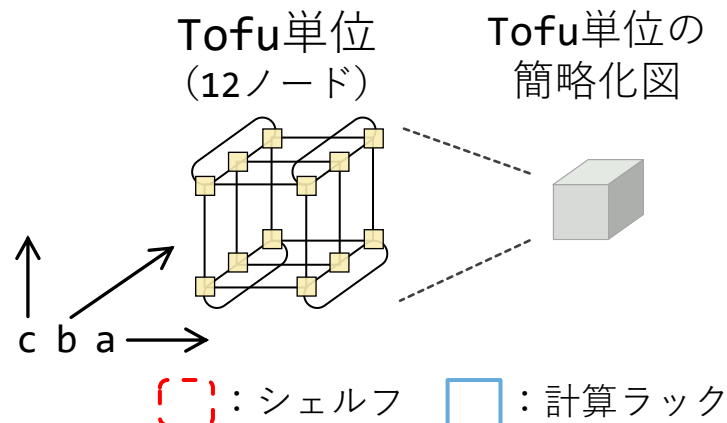 Tofu単位
（12ノード）
Tofu単位の
簡略化図
c b a
：シェルフ
：計算ラック